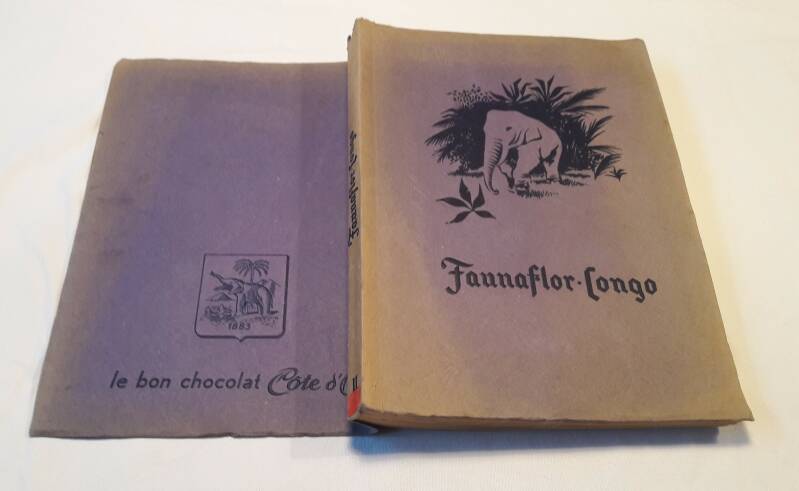 Faunaflor·Congo
Faunaflor·Congo
1883
le bon chocolat Côte d'